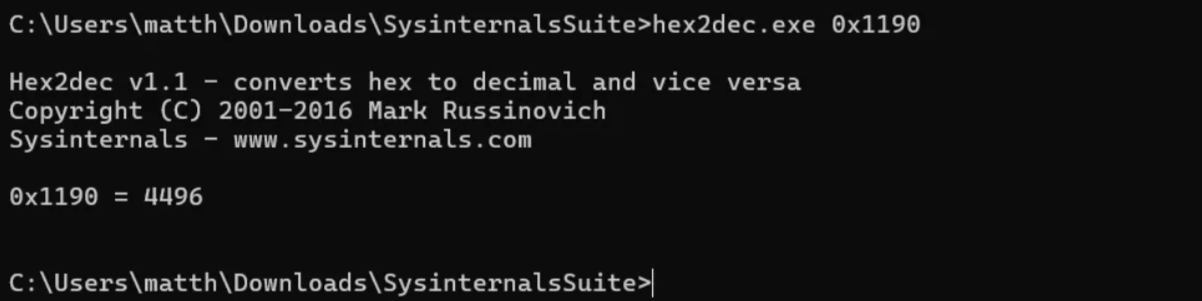 C:\Users\matth\Downloads\SysinternalsSuite>hex2dec.exe 0x1190
Hex2dec v1.1 - converts hex to decimal and vice versa
Copyright (C) 2001-2016 Mark Russinovich
Sysinternals - www.sysinternals.com
0x1190 = 4496
C:\Users\matth\Downloads\SysinternalsSuite>